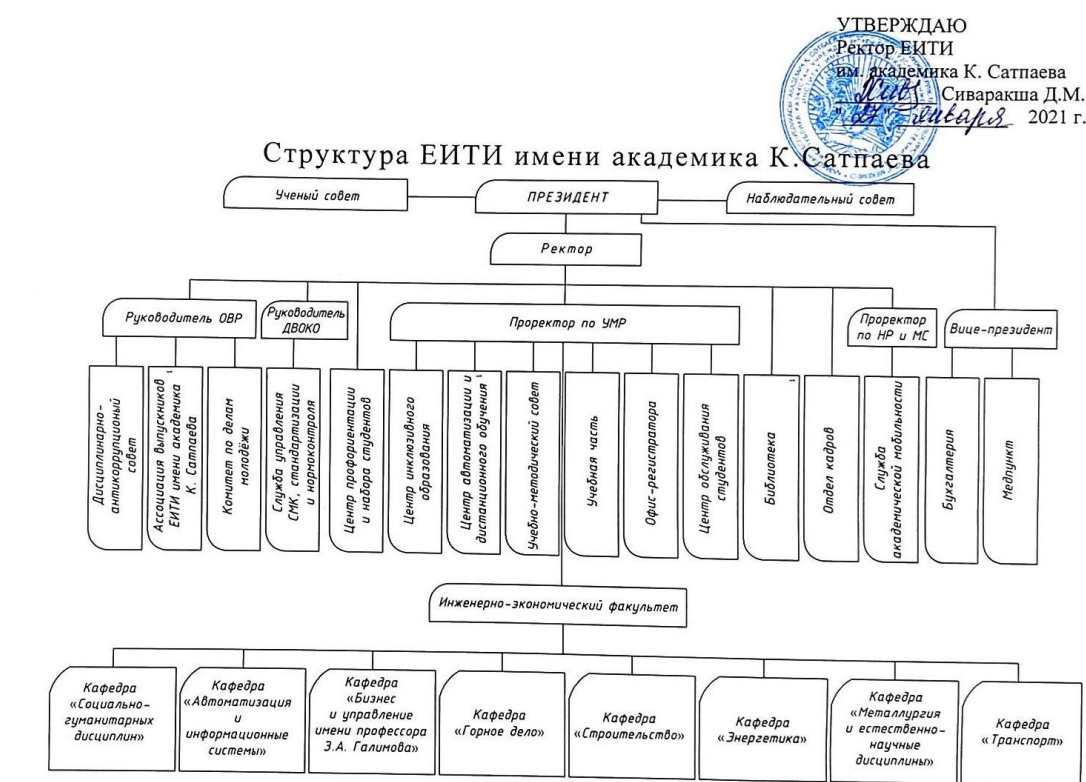 УТВЕРЖДАЮ
Ректор ЕИТИ
им. академика К. Сатпаева
Сиваракша Д.М.
"27" января 2021 г.
Структура ЕИТИ имени академика К.Сатпаева
Ученый совет
ПРЕЗИДЕНТ
Наблюдательный совет
Ректор
Руководитель ОВР
Руководитель
ДВОКО
Проректор по УМР
Проректор
по НР и МС
Вице-президент
Дисциплинарно-
антикоррупционый
совет
Ассоциация выпускников
ЕИТИ имени академика
К. Сатпаева
Комитет по делам
молодёжи
Служба управления
СМК, стандартизации
и нормоконтроля
Центр профориентации
и набора студентов
Центр инклюзивного
образования
Центр автоматизации и
дистанционного обучения
Учебно-методический совет
Учебная часть
Офис-регистратора
Центр обслуживания
студентов
Библиотека
Отдел кадров
Служба
академической мобильности
Бухгалтерия
Медпункт
Инженерно-экономический факультет
Кафедра
«Социально-
гуманитарных
дисциплин»
Кафедра
«Автоматизация
и
информационные
системы»
Кафедра
«Бизнес
и управление
имени профессора
З.А. Галимова»
Кафедра
«Горное дело»
Кафедра
«Строительство»
Кафедра
«Энергетика»
Кафедра
«Металлургия
и естественно-
научные
дисциплины»
Кафедра
«Транспорт»